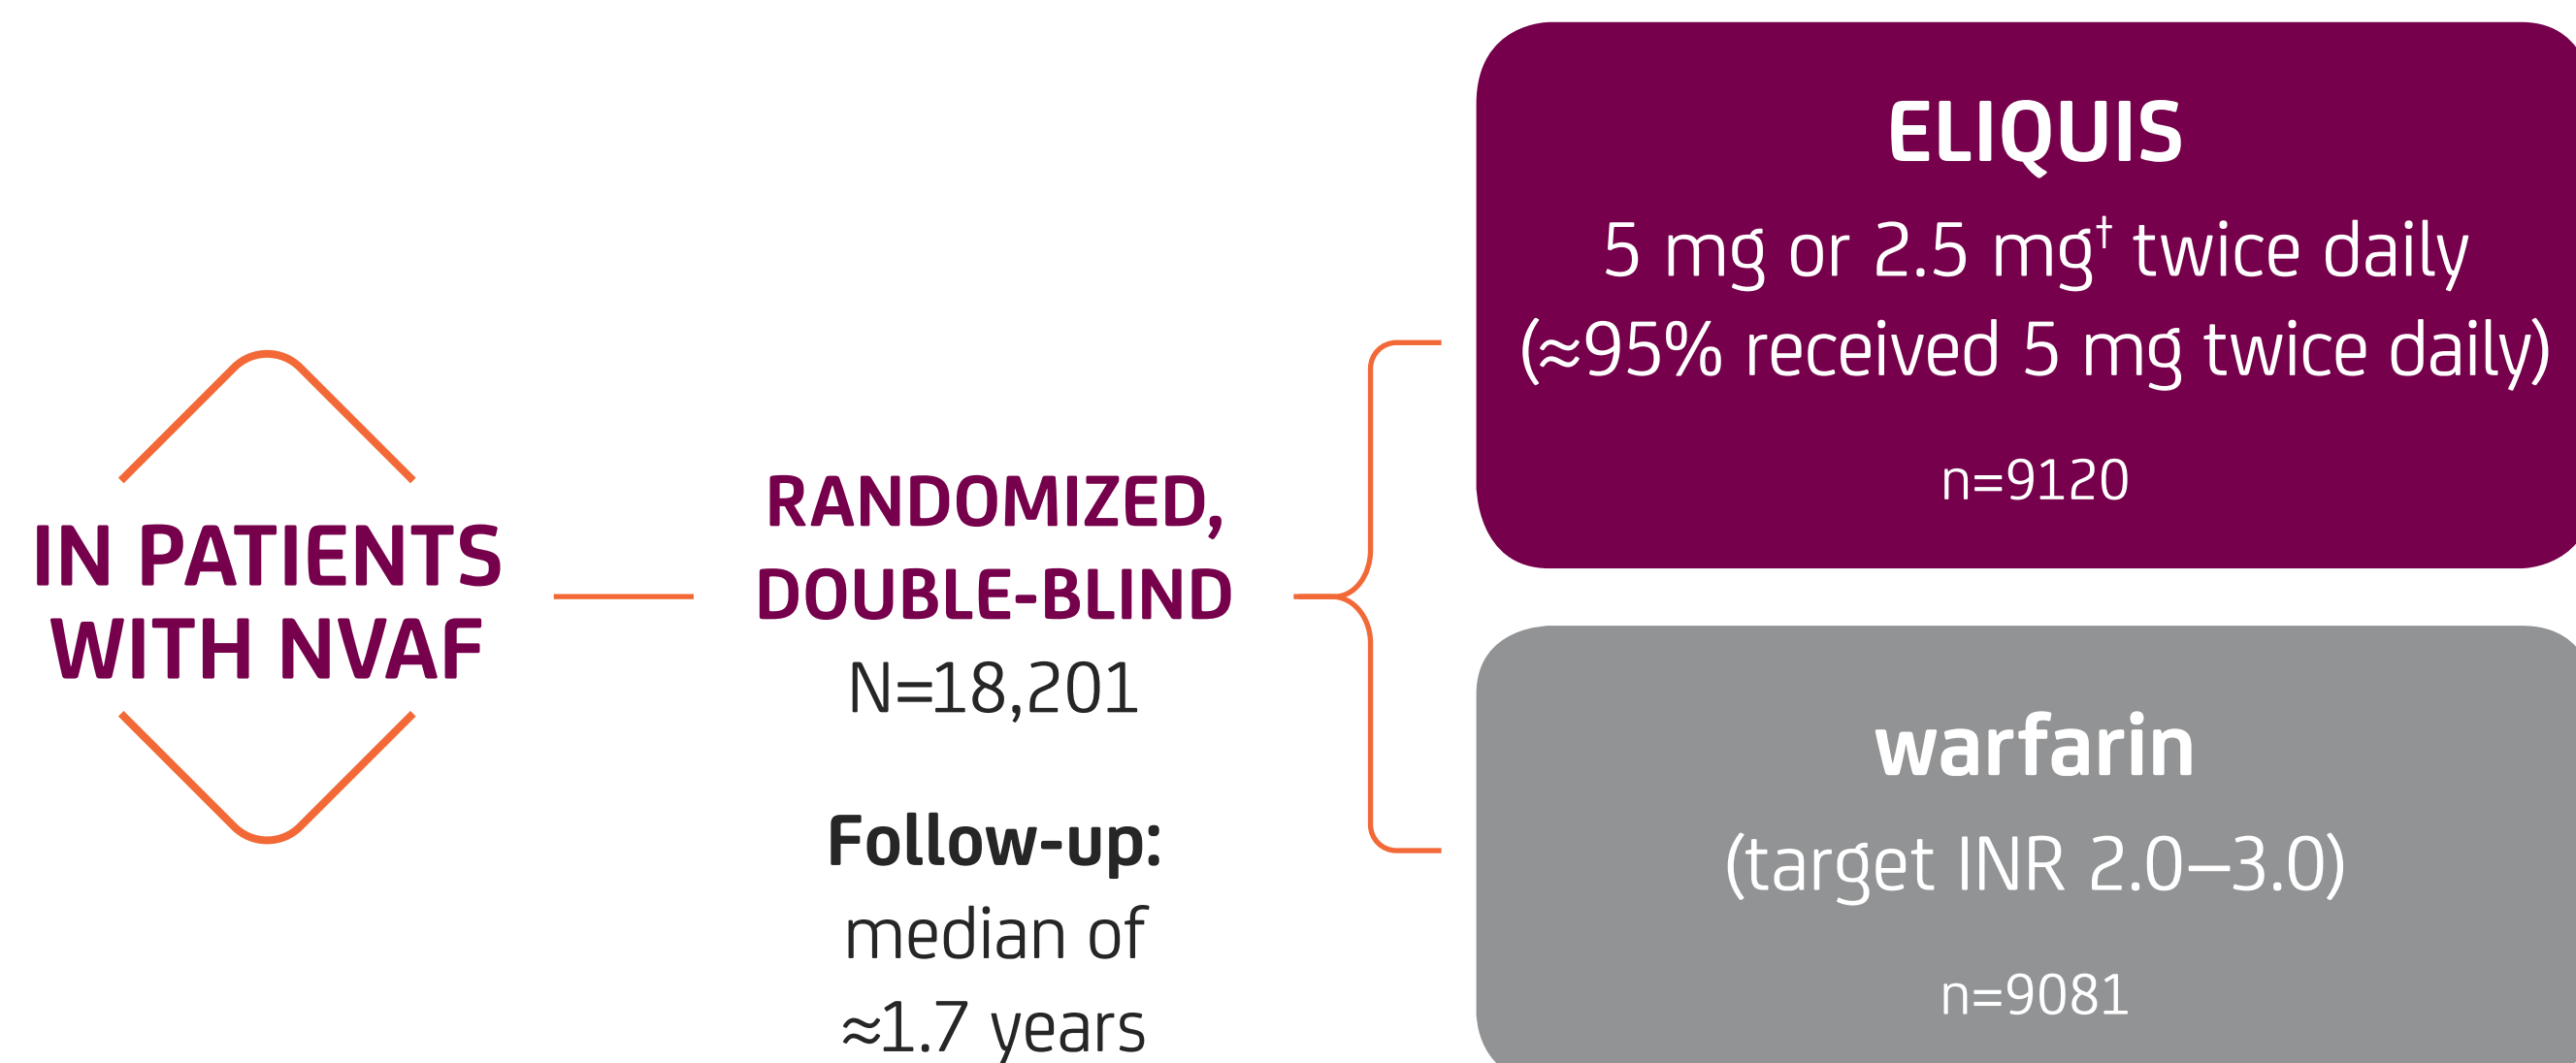 IN PATIENTS
WITH NVAF
RANDOMIZED,
DOUBLE-BLIND
N=18,201
Follow-up:
median of
≈1.7 years
ELIQUIS
5 mg or 2.5 mg† twice daily
(≈95% received 5 mg twice daily)
n=9120
warfarin
(target INR 2.0–3.0)
n=9081